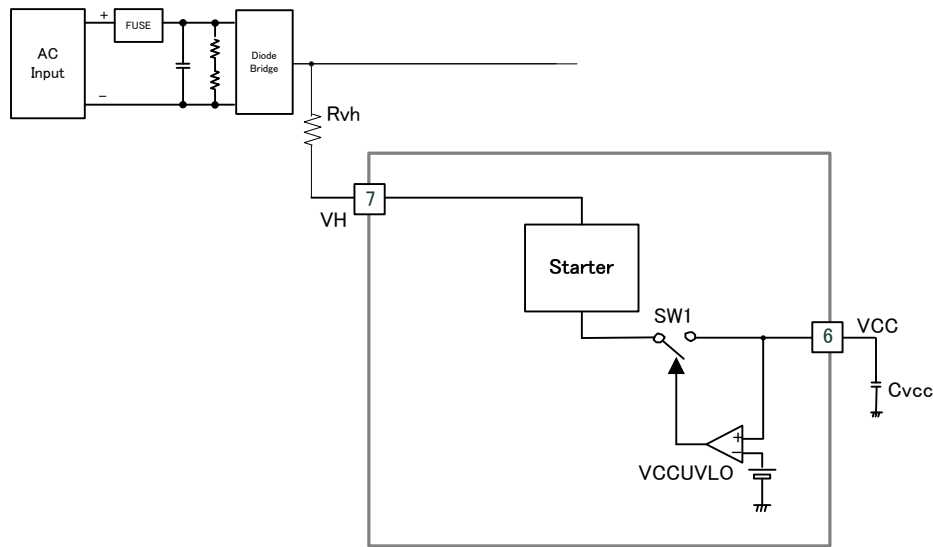 +
FUSE
AC
Input
Diode
Bridge
−
Rvh
7
VH
Starter
SW1
6
VCC
Cvcc
+
−
VCCUVLO